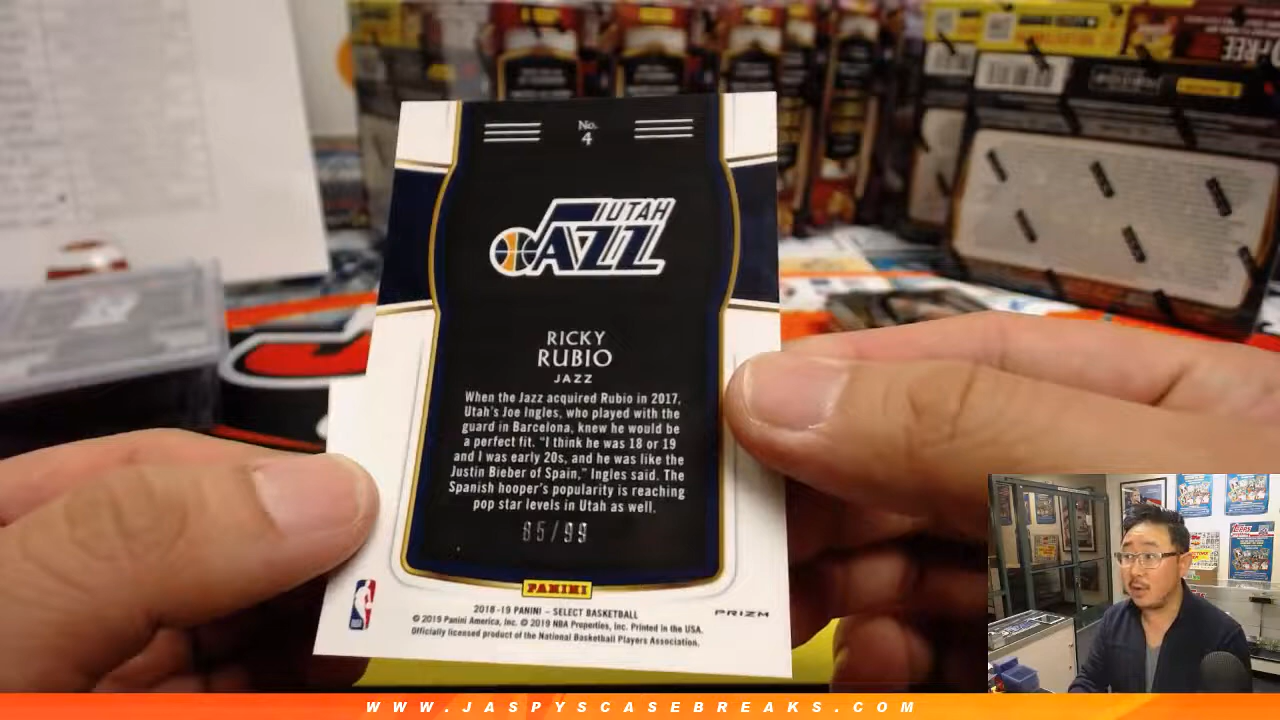 No.
4
UTAH
JAZZ
RICKY
RUBIO
JAZZ
When the Jazz acquired Rubio in 2017,
Utah's Joe Ingles, who played with the
guard in Barcelona, knew he would be
a perfect fit. "I think he was 18 or 19
and I was early 20s, and he was like the
Justin Bieber of Spain," Ingles said. The
Spanish hooper's popularity is reaching
pop star levels in Utah as well.
85/99
PANINI
2018-19 PANINI – SELECT BASKETBALL
© 2019 Panini America, Inc. © 2019 NBA Properties, Inc. Printed in the USA.
Officially licensed product of the National Basketball Players Association.
PRIZM
WWW.JASPYSCASEBREAKS.COM